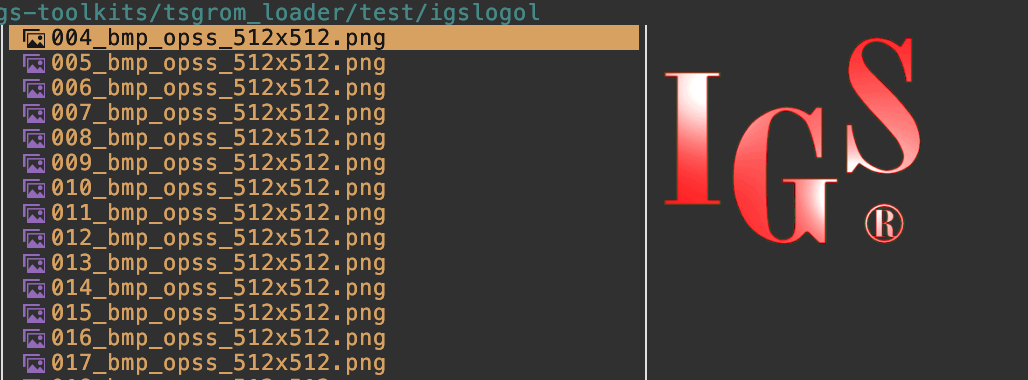 gs-toolkits/tsgrom_loader/test/igslogol
004_bmp_opss_512x512.png
005_bmp_opss_512x512.png
006_bmp_opss_512x512.png
007_bmp_opss_512x512.png
008_bmp_opss_512x512.png
009_bmp_opss_512x512.png
010_bmp_opss_512x512.png
011_bmp_opss_512x512.png
012_bmp_opss_512x512.png
013_bmp_opss_512x512.png
014_bmp_opss_512x512.png
015_bmp_opss_512x512.png
016_bmp_opss_512x512.png
017_bmp_opss_512x512.png
IGS®